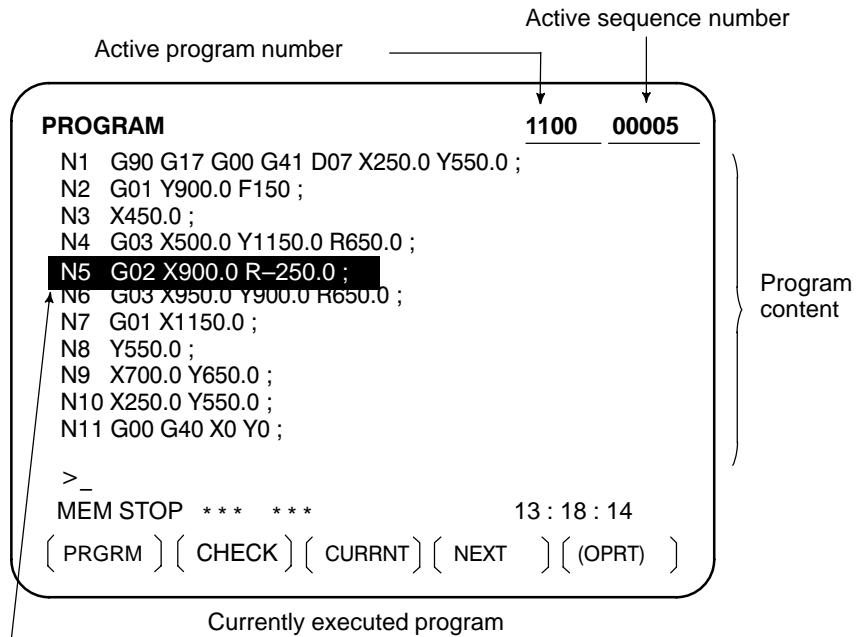 Active sequence number
Active program number
PROGRAM 1100 00005
N1 G90 G17 G00 G41 D07 X250.0 Y550.0 ;
N2 G01 Y900.0 F150 ;
N3 X450.0 ;
N4 G03 X500.0 Y1150.0 R650.0 ;
N5 G02 X900.0 R–250.0 ;
N6 G03 X950.0 Y900.0 R650.0 ;
N7 G01 X1150.0 ;
N8 Y550.0 ;
N9 X700.0 Y650.0 ;
N10 X250.0 Y550.0 ;
N11 G00 G40 X0 Y0 ;
Program
content
>_
MEM STOP * * * * * * 13 : 18 : 14
PRGRM CHECK CURRNT NEXT (OPRT)
Currently executed program